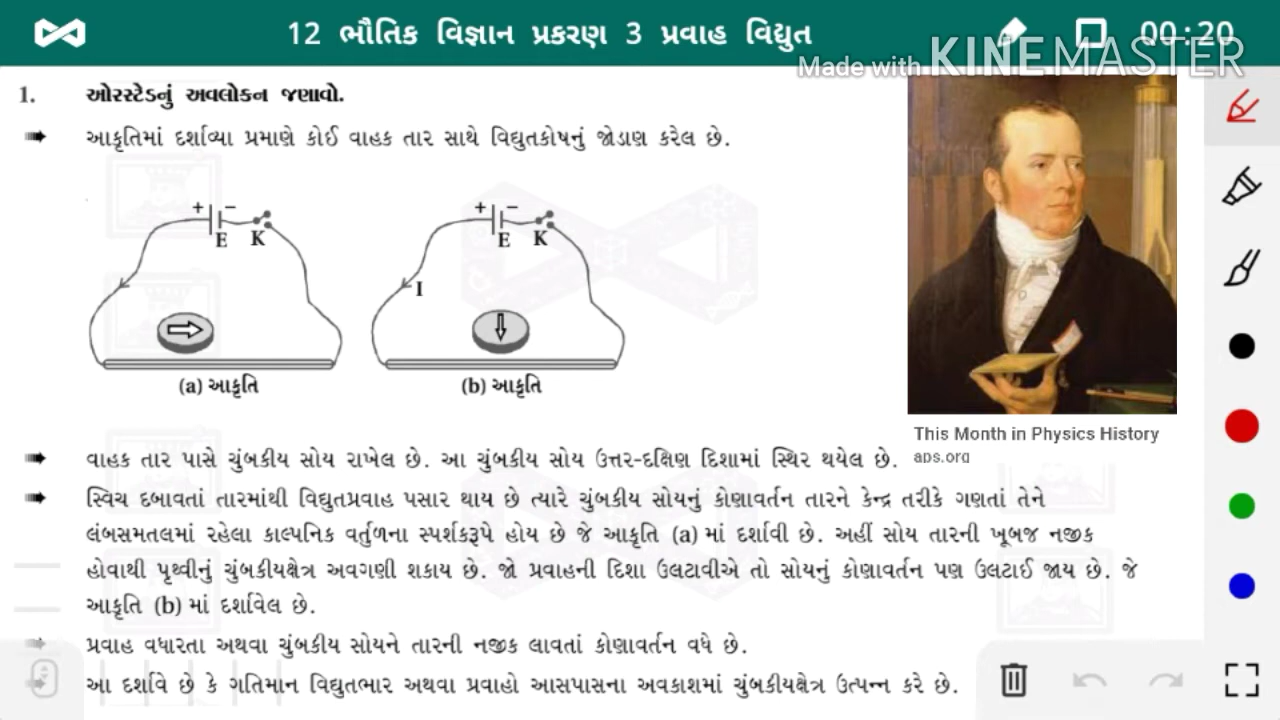 12 ભૌતિક વિજ્ઞાન પ્રકરણ 3 પ્રવાહ વિદ્યુત
00:20
Made with KINEMASTER
1. ઓરસ્ટેડનું અવલોકન જણાવો.
આકૃતિમાં દર્શાવ્યા પ્રમાણે કોઈ વાહક તાર સાથે વિદ્યુતકોષનું જોડાણ કરેલ છે.
+ − + −
E K E K
I
(a) આકૃતિ (b) આકૃતિ
This Month in Physics History
aps.org
વાહક તાર પાસે ચુંબકીય સોય રાખેલ છે. આ ચુંબકીય સોય ઉત્તર-દક્ષિણ દિશામાં સ્થિર થયેલ છે.
સ્વિચ દબાવતાં તારમાંથી વિદ્યુતપ્રવાહ પસાર થાય છે ત્યારે ચુંબકીય સોયનું કોણાવર્તન તારને કેન્દ્ર તરીકે ગણતાં તેને
લંબસમતલમાં રહેલા કાલ્પનિક વર્તુળના સ્પર્શકરૂપે હોય છે જે આકૃતિ (a) માં દર્શાવી છે. અહીં સોય તારની ખૂબજ નજીક
હોવાથી પૃથ્વીનું ચુંબકીયક્ષેત્ર અવગણી શકાય છે. જો પ્રવાહની દિશા ઉલટાવીએ તો સોયનું કોણાવર્તન પણ ઉલટાઈ જાય છે. જે
આકૃતિ (b) માં દર્શાવેલ છે.
પ્રવાહ વધારતા અથવા ચુંબકીય સોયને તારની નજીક લાવતાં કોણાવર્તન વધે છે.
આ દર્શાવે છે કે ગતિમાન વિદ્યુતભાર અથવા પ્રવાહો આસપાસના અવકાશમાં ચુંબકીયક્ષેત્ર ઉત્પન્ન કરે છે.